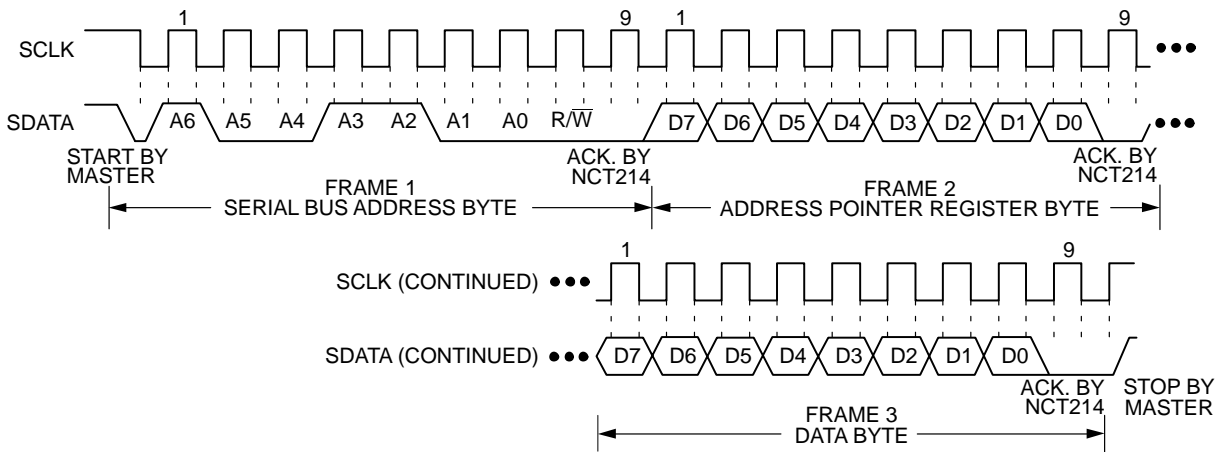 1 9 1 9
SCLK
SDATA A6 A5 A4 A3 A2 A1 A0 R/W̅ D7 D6 D5 D4 D3 D2 D1 D0
START BY
MASTER
ACK. BY
NCT214
ACK. BY
NCT214
FRAME 1
SERIAL BUS ADDRESS BYTE
FRAME 2
ADDRESS POINTER REGISTER BYTE
1 9
SCLK (CONTINUED)
SDATA (CONTINUED) D7 D6 D5 D4 D3 D2 D1 D0
ACK. BY
NCT214
STOP BY
MASTER
FRAME 3
DATA BYTE